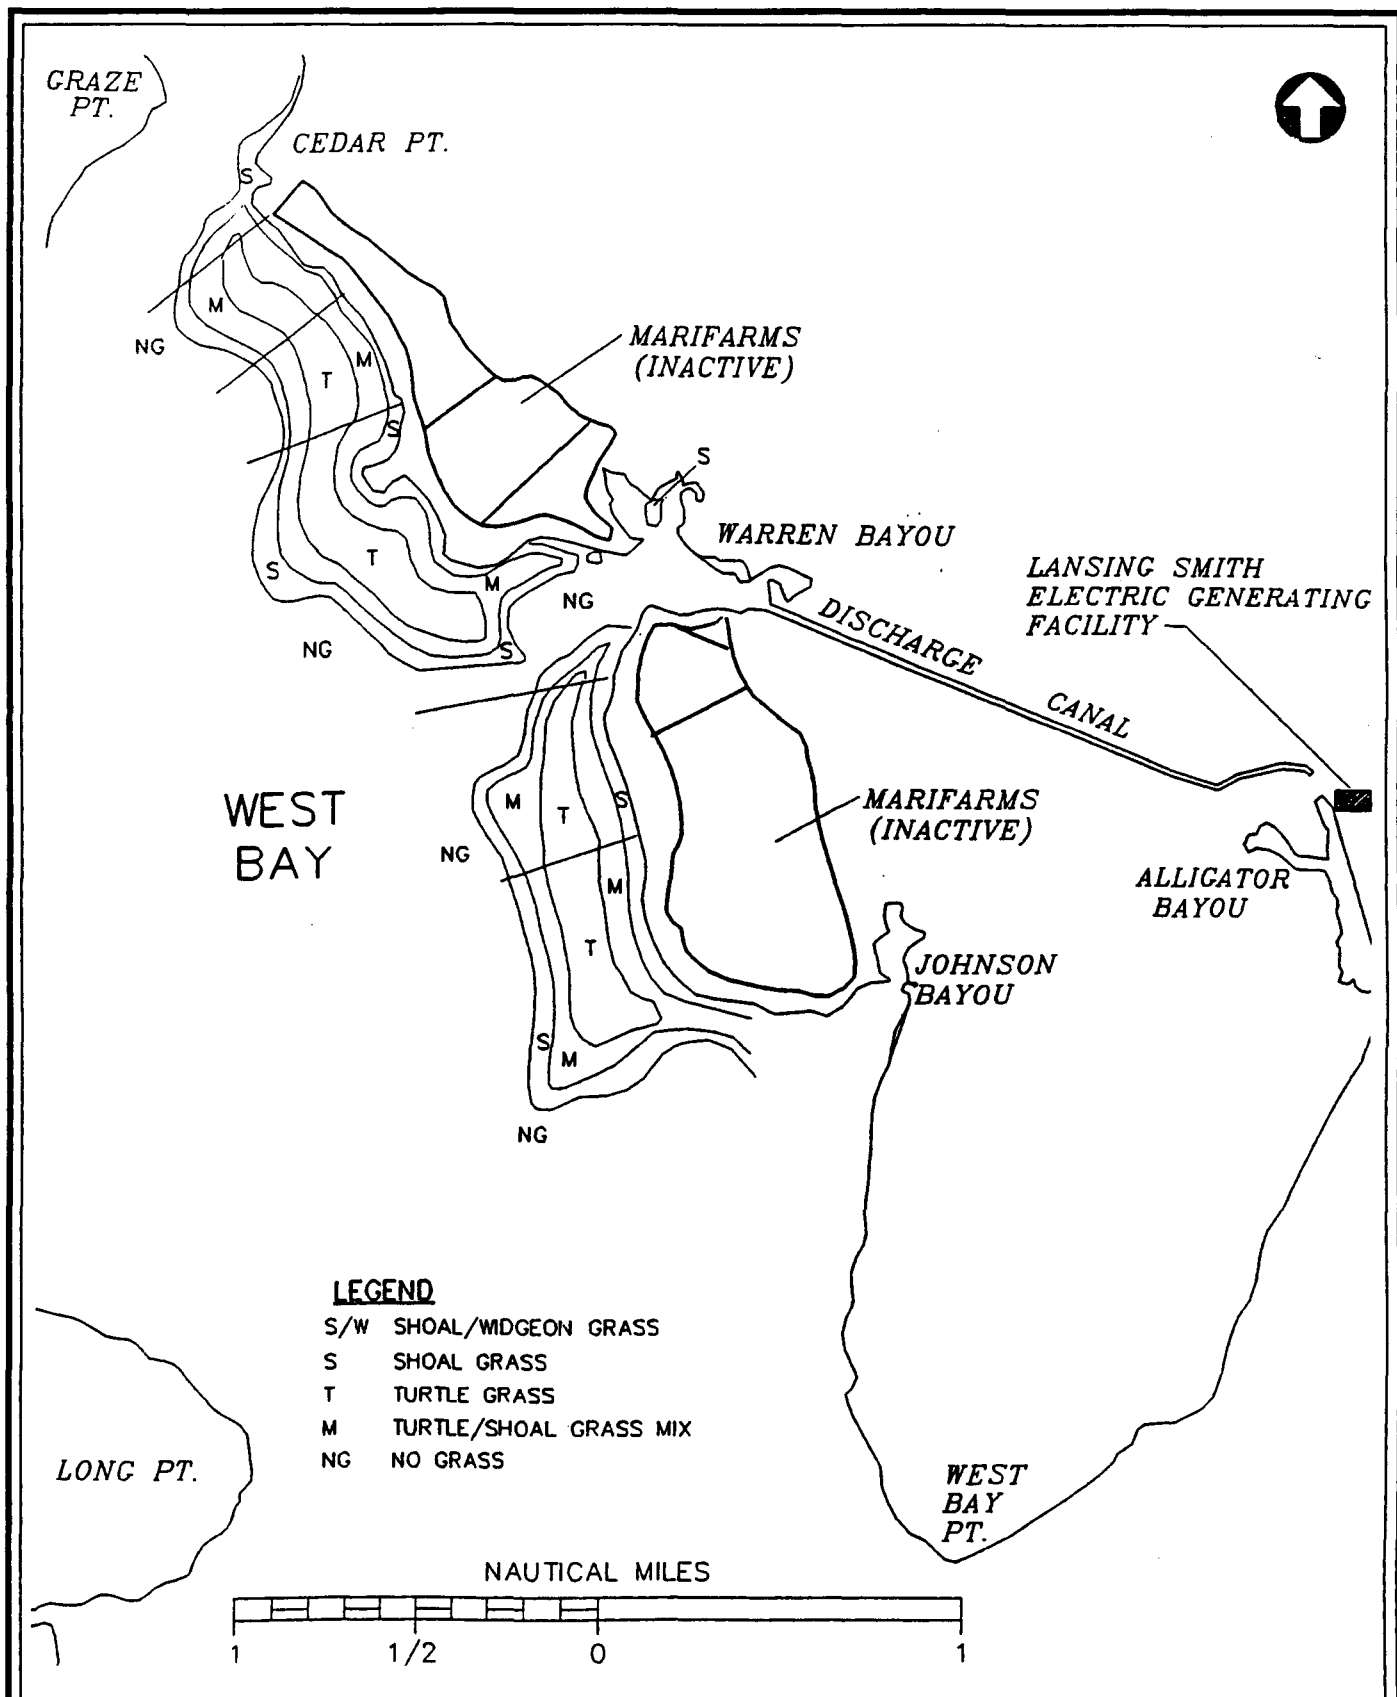 GRAZE
PT.
CEDAR PT.
S
M
NG
MARIFARMS
(INACTIVE)
M
T
S
S
WARREN BAYOU
LANSING SMITH
ELECTRIC GENERATING
FACILITY
T
S
M
NG
DISCHARGE
CANAL
NG
S
WEST
BAY
M
T
S
MARIFARMS
(INACTIVE)
NG
M
ALLIGATOR
BAYOU
T
JOHNSON
BAYOU
S
M
NG
LEGEND
S/W SHOAL/WIDGEON GRASS
S SHOAL GRASS
T TURTLE GRASS
M TURTLE/SHOAL GRASS MIX
NG NO GRASS
LONG PT.
WEST
BAY
PT.
NAUTICAL MILES
1 1/2 0 1